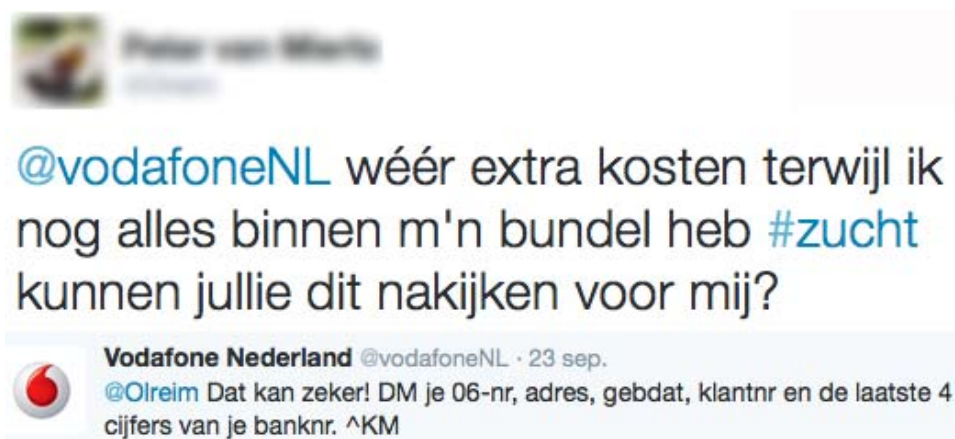 @vodafoneNL wéér extra kosten terwijl ik
nog alles binnen m'n bundel heb #zucht
kunnen jullie dit nakijken voor mij?
Vodafone Nederland @vodafoneNL · 23 sep.
@Olreim Dat kan zeker! DM je 06-nr, adres, gebdat, klantnr en de laatste 4
cijfers van je banknr. ^KM